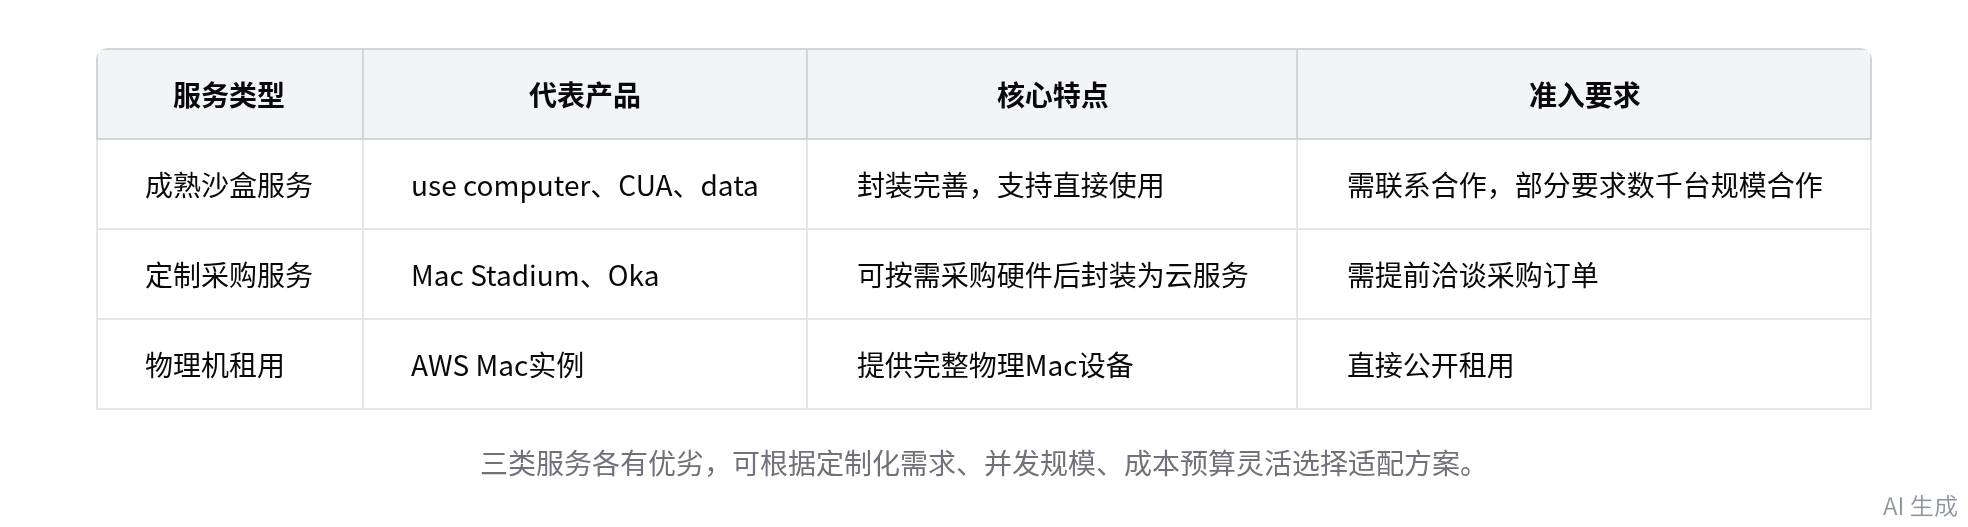 服务类型 代表产品 核心特点 准入要求
成熟沙盒服务 use computer、CUA、data 封装完善，支持直接使用 需联系合作，部分要求数千台规模合作
定制采购服务 Mac Stadium、Oka 可按需采购硬件后封装为云服务 需提前洽谈采购订单
物理机租用 AWS Mac实例 提供完整物理Mac设备 直接公开租用
三类服务各有优劣，可根据定制化需求、并发规模、成本预算灵活选择适配方案。
AI 生成